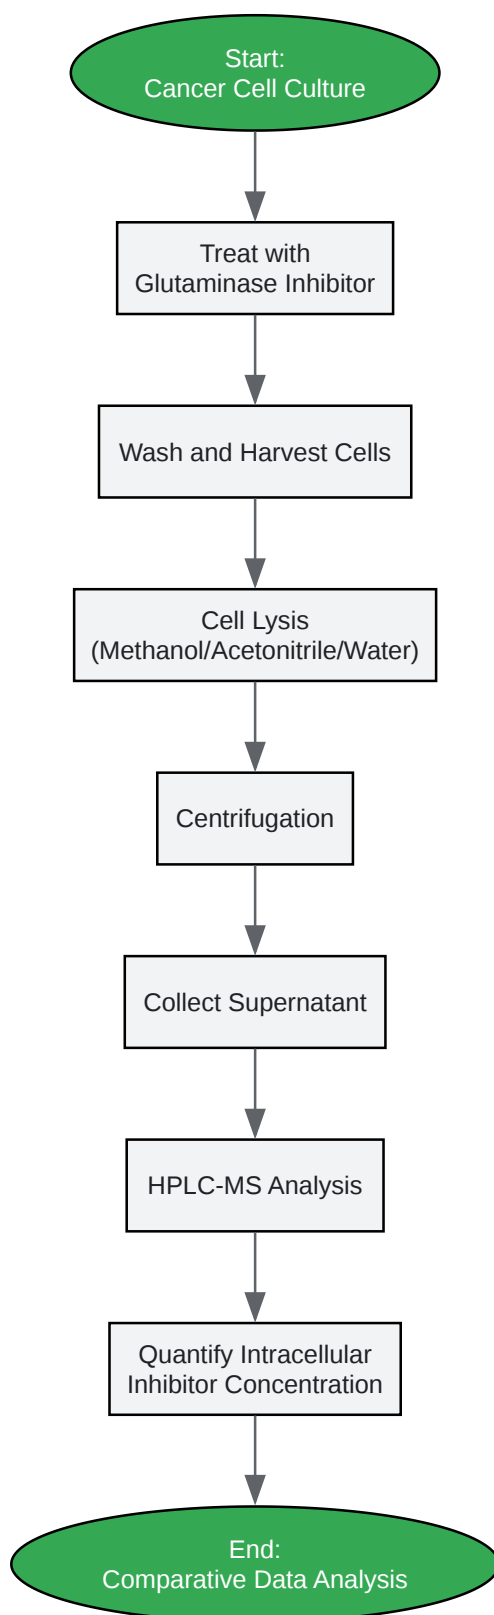 Start:
Cancer Cell Culture
Treat with
Glutaminase Inhibitor
Wash and Harvest Cells
Cell Lysis
(Methanol/Acetonitrile/Water)
Centrifugation
Collect Supernatant
HPLC-MS Analysis
Quantify Intracellular
Inhibitor Concentration
End:
Comparative Data Analysis